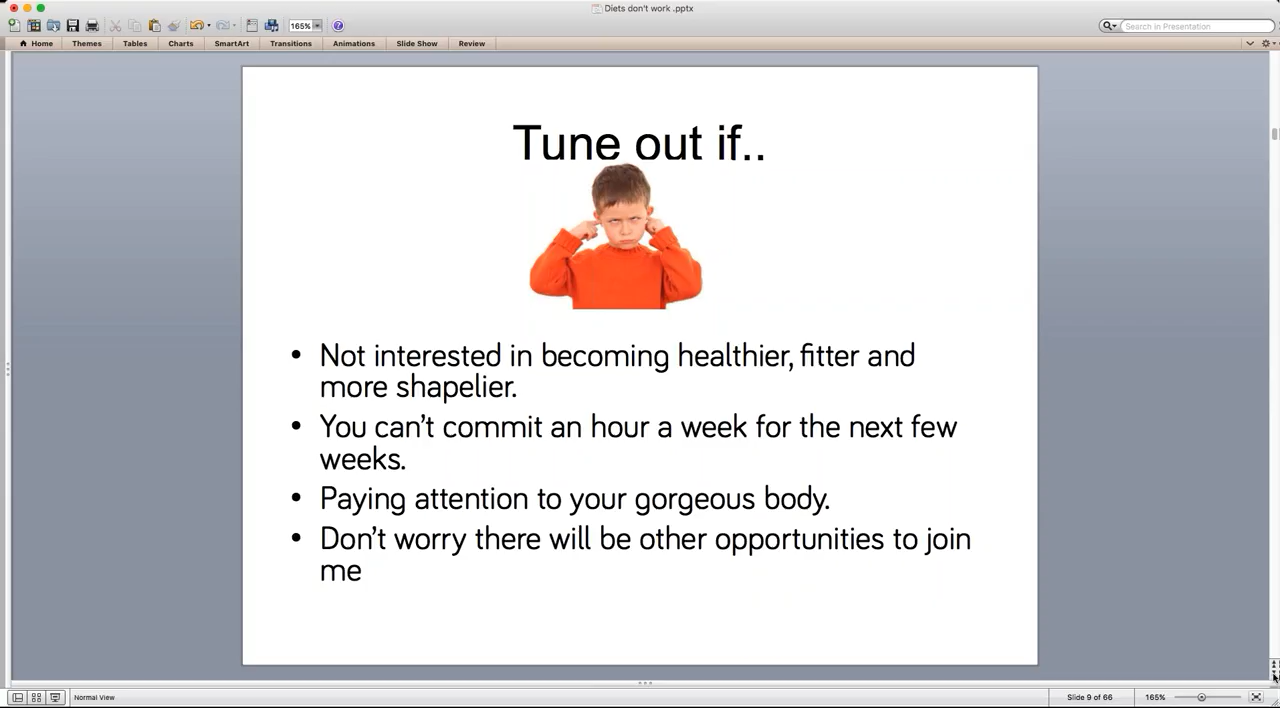 Diets don't work .pptx
165%
Search in Presentation
Home Themes Tables Charts SmartArt Transitions Animations Slide Show Review
Tune out if..
• Not interested in becoming healthier, fitter and
more shapelier.
• You can't commit an hour a week for the next few
weeks.
• Paying attention to your gorgeous body.
• Don't worry there will be other opportunities to join
me
Normal View Slide 9 of 66 165%